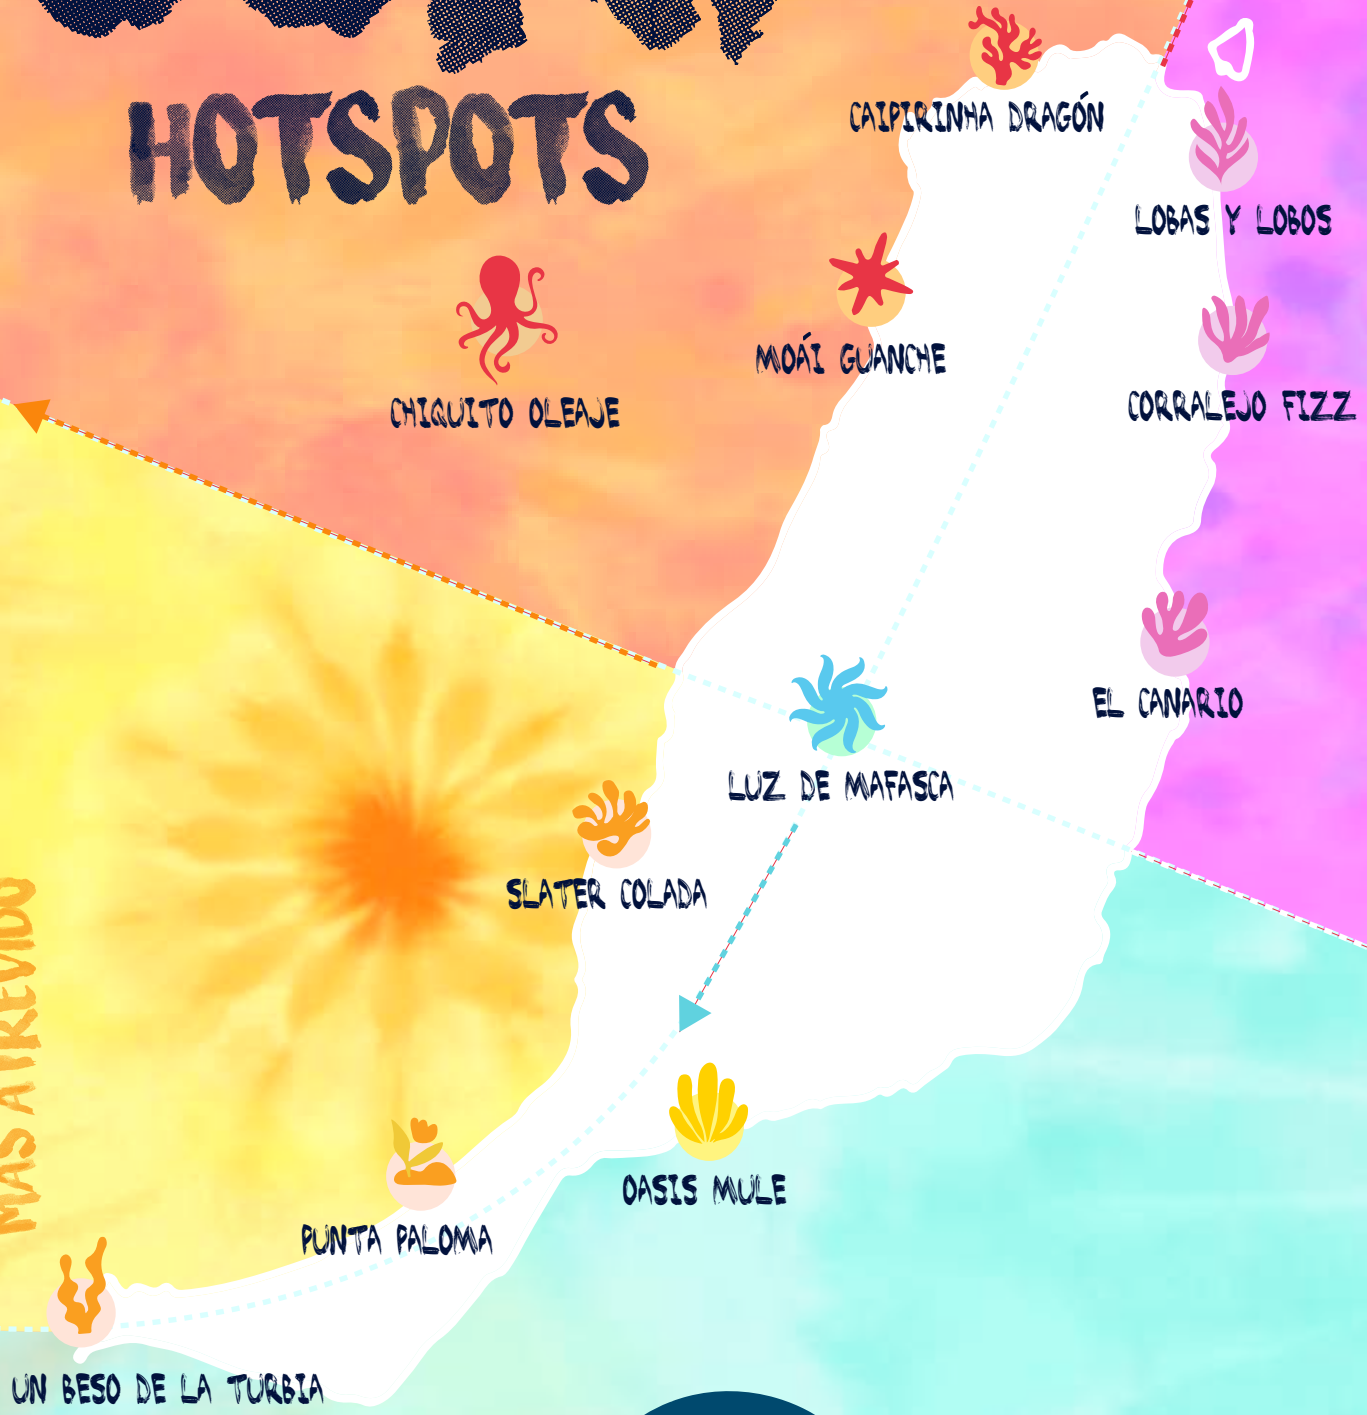 HOTSPOTS
CAIPIRINHA DRAGÓN
LOBAS Y LOBOS
MOÁI GUANCHE
CHIQUITO OLEAJE
CORRALEJO FIZZ
EL CANARIO
LUZ DE MAFASCA
SLATER COLADA
MAS ATREVIDO
OASIS MULE
PUNTA PALOMA
UN BESO DE LA TURBIA